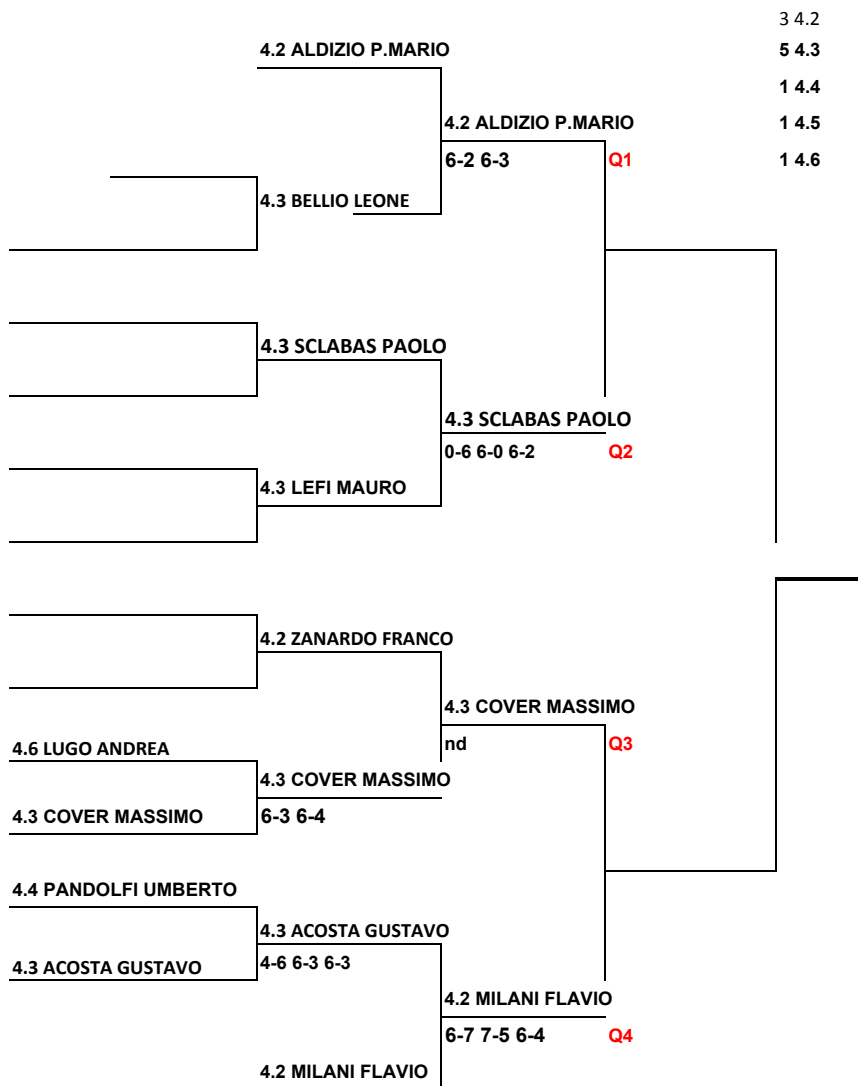 3 4.2
4.2 ALDIZIO P.MARIO
5 4.3
1 4.4
4.2 ALDIZIO P.MARIO
1 4.5
6-2 6-3
Q1
1 4.6
4.3 BELLIO LEONE
4.3 SCLABAS PAOLO
4.3 SCLABAS PAOLO
0-6 6-0 6-2
Q2
4.3 LEFI MAURO
4.2 ZANARDO FRANCO
4.3 COVER MASSIMO
nd
Q3
4.6 LUGO ANDREA
4.3 COVER MASSIMO
4.3 COVER MASSIMO
6-3 6-4
4.4 PANDOLFI UMBERTO
4.3 ACOSTA GUSTAVO
4.3 ACOSTA GUSTAVO
4-6 6-3 6-3
4.2 MILANI FLAVIO
6-7 7-5 6-4
Q4
4.2 MILANI FLAVIO